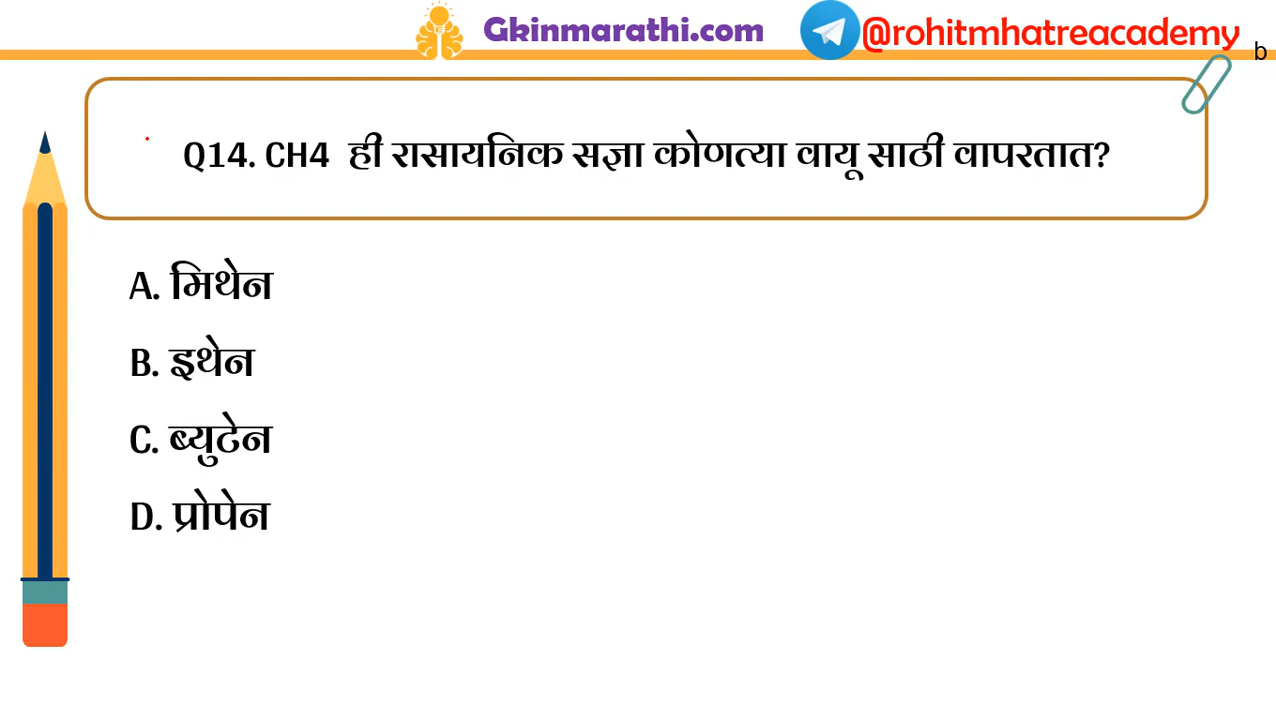 Gkinmarathi.com
@rohitmhatreacademy
b
Q14. CH4 ही रासायनिक सज्ञा कोणत्या वायू साठी वापरतात?
A. मिथेन
B. इथेन
C. ब्युटेन
D. प्रोपेन